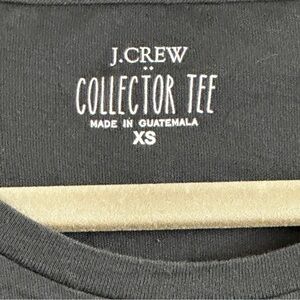 J.CREW
COLLECTOR TEE
MADE IN GUATEMALA
XS